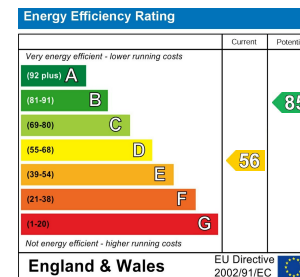 Energy Efficiency Rating
Current Potenti
Very energy efficient - lower running costs
(92 plus) A
(81-91) B
85
(69-80) C
(55-68) D
56
(39-54) E
(21-38) F
(1-20) G
Not energy efficient - higher running costs
England & Wales
EU Directive
2002/91/EC